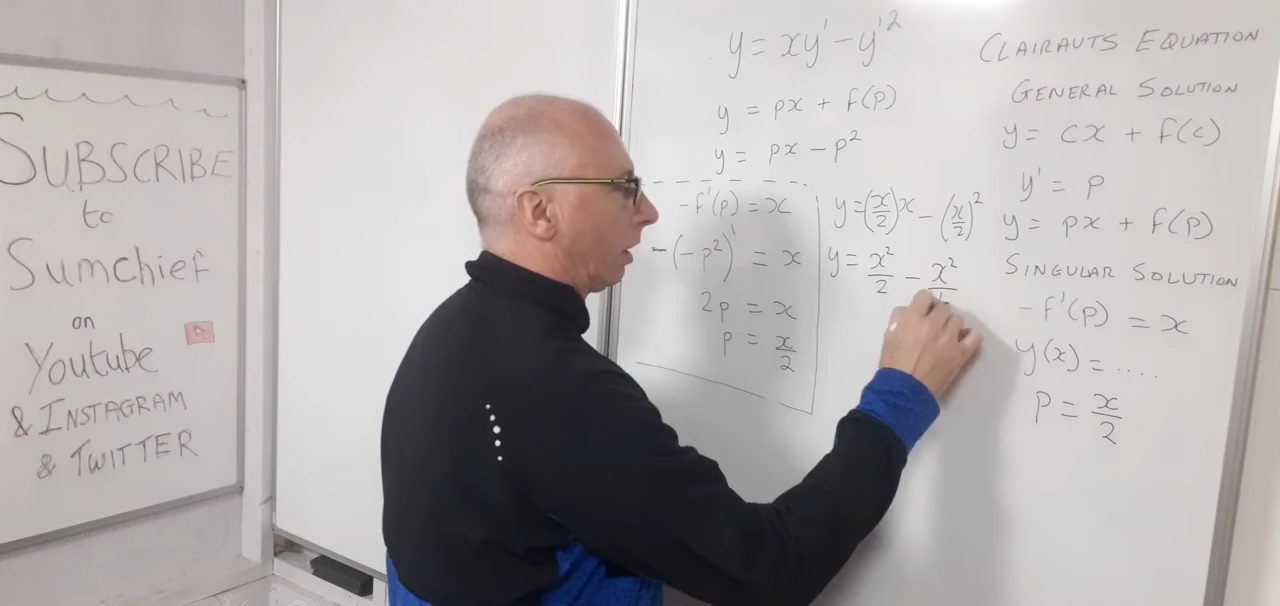 SUBSCRIBE
to
Sumchief
on
Youtube
& INSTAGRAM
& TWITTER
y = xy' - y'²
y = px + f(p)
y = px - p²
-f'(p) = x
-(-p²)' = x
2p = x
p = x/2
y = (x/2)x - (x/2)²
y = x²/2 - x²/
CLAIRAUTS EQUATION
GENERAL SOLUTION
y = cx + f(c)
y' = p
y = px + f(p)
SINGULAR SOLUTION
-f'(p) = x
y(x) = ....
P = x/2